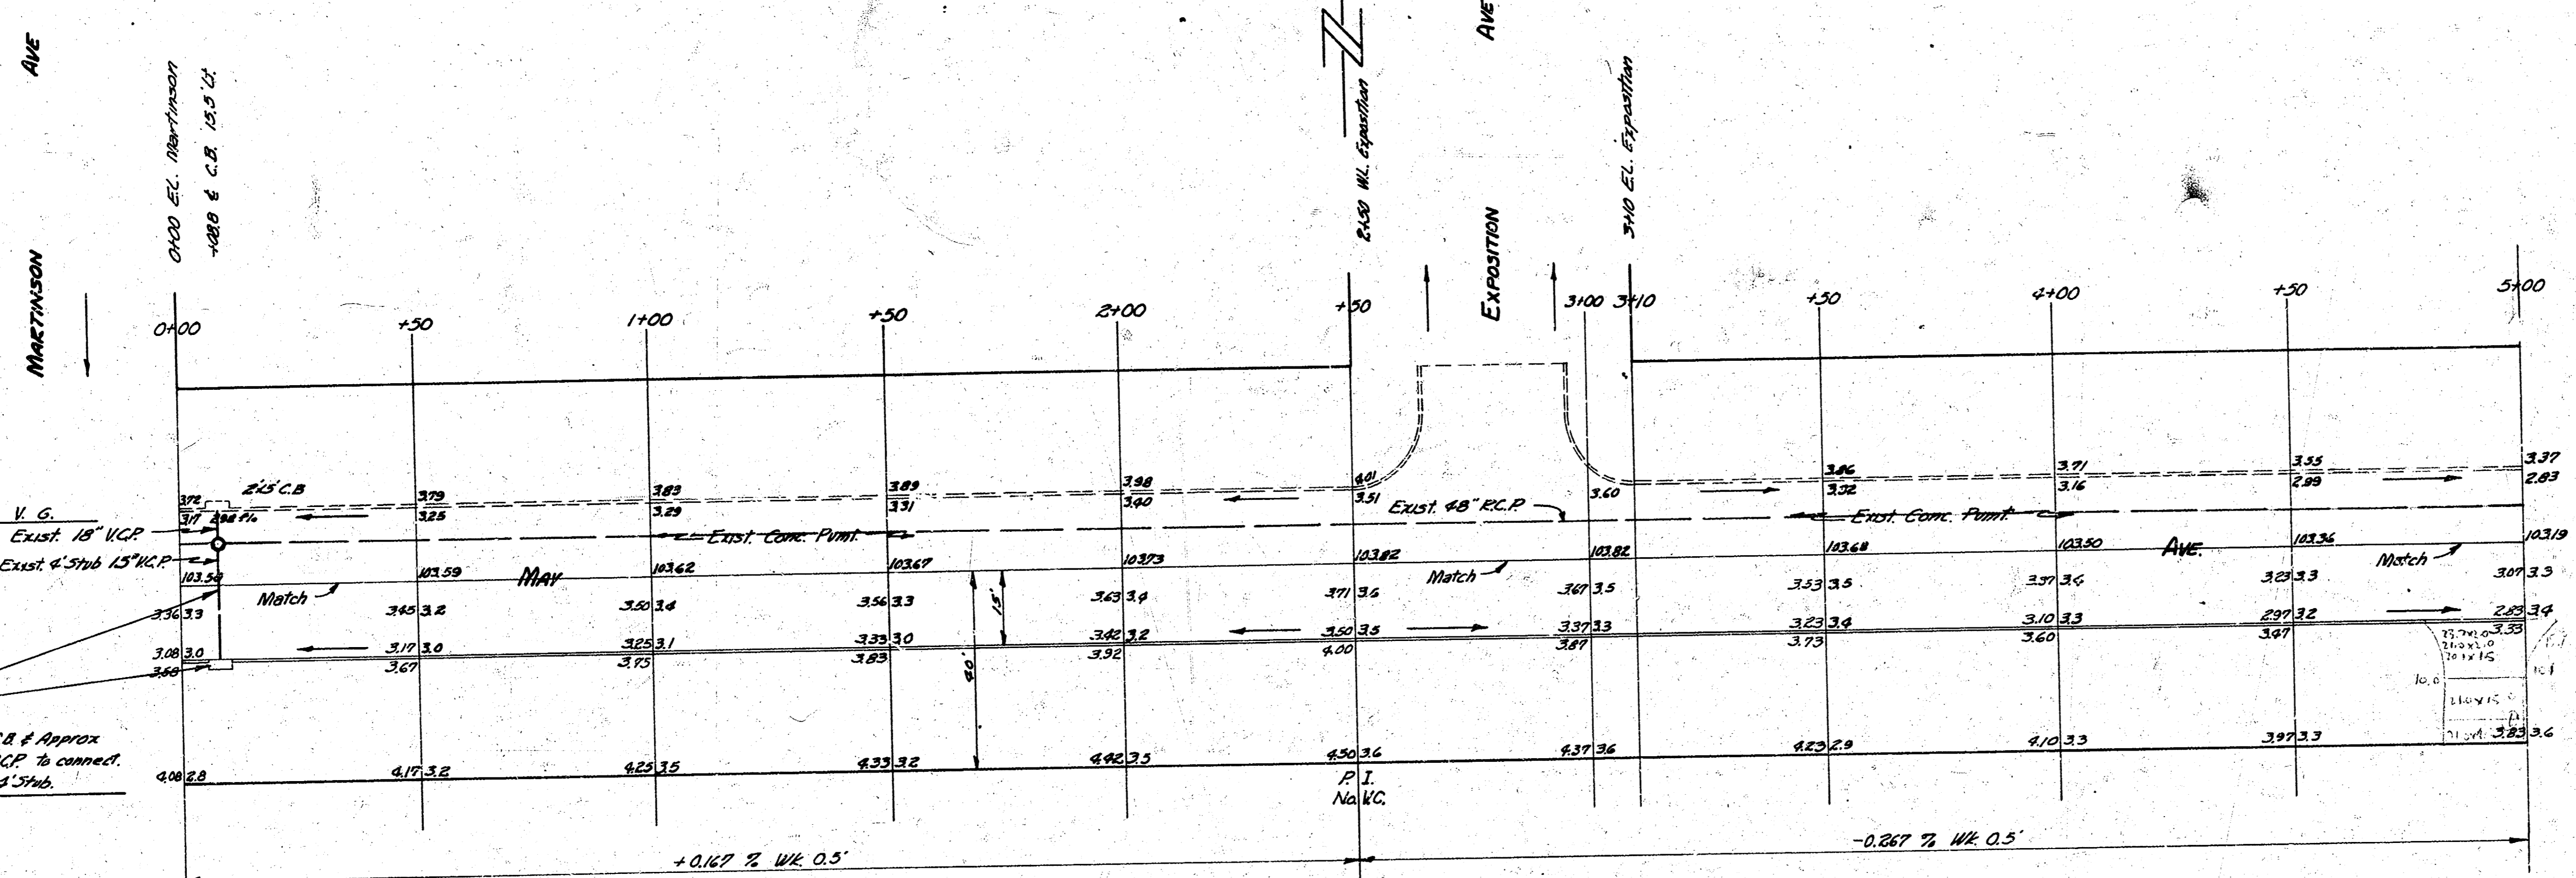 MARTINSON
AVE
0+00 E.L. Martinson
+08.8 ₵ C.B. 15.5' Lt.
2+50 W.L. Exposition
EXPOSITION
AVE
3+10 E.L. Exposition
0+00 +50 1+00 +50 2+00 +50 3+00 3+10 +50 4+00 +50 5+00
3.72 3.79 3.83 3.89 3.98 4.01 3.86 3.71 3.55 3.37
2'x5' C.B
3.17 2.92 f/o 3.25 3.29 3.31 3.40 3.51 3.60 3.32 3.16 2.99 2.83
V. G.
Exist. 18" V.C.P.
Exist. 48" R.C.P.
Exist. Conc. Pvmt.
Exist. Conc. Pvmt.
Exist. 4' Stub 15" V.C.P.
103.59 103.62 103.67 103.73 103.82 103.82 103.68 103.50 103.36 103.19
Match
MAY
Match
AVE.
Match
3.36 3.3 3.45 3.2 3.50 3.4 3.56 3.3 3.63 3.4 3.71 3.6 3.67 3.5 3.53 3.5 3.23 3.3 3.07 3.3
15'
3.08 3.0 3.17 3.0 3.25 3.1 3.33 3.0 3.42 3.2 3.50 3.5 3.37 3.3 3.23 3.4 3.10 3.3 2.97 3.2 2.83 3.4
3.67 3.75 3.83 3.92 4.00 3.87 3.73 3.60 3.47 3.33
40'
21.0x2.0
10.0
21.0x1.5
C.B. & Approx
C.P. to connect.
4' Stub.
4.08 2.8 4.17 3.2 4.25 3.5 4.33 3.2 4.42 3.5 4.50 3.6 4.37 3.6 4.23 2.9 4.10 3.3 3.97 3.3 3.83 3.6
P. I.
No V.C.
+0.167 % WK. 0.5'
-0.267 % WK. 0.5'